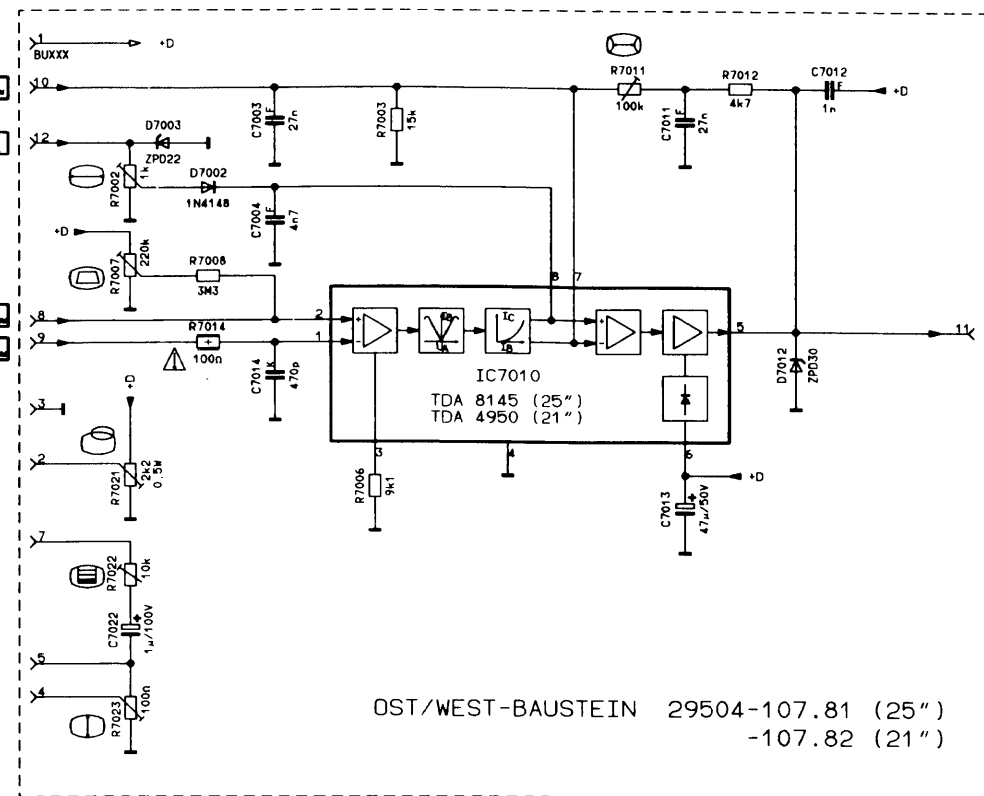 1
+D
BUXXX
10
R7011
100k
R7012
4k7
C7012
F
1n
+D
C7003
F
27n
R7003
15k
C7011
F
27n
12
D7003
ZPD22
R7002
1k
D7002
1N4148
C7004
F
4n7
+D
R7007
220k
R7008
3M3
8
7
8
2
9
R7014
100n
1
C7014
K
470p
IC7010
TDA 8145 (25")
TDA 4950 (21")
IC
IB
5
11
D7012
ZPD30
3
+D
2
R7021
2k2
0.5W
3
R7006
9k1
4
6
+D
C7013
+
47µ/50V
7
R7022
10k
C7022
+
1µ/100V
5
4
R7023
100n
OST/WEST-BAUSTEIN 29504-107.81 (25")
-107.82 (21")